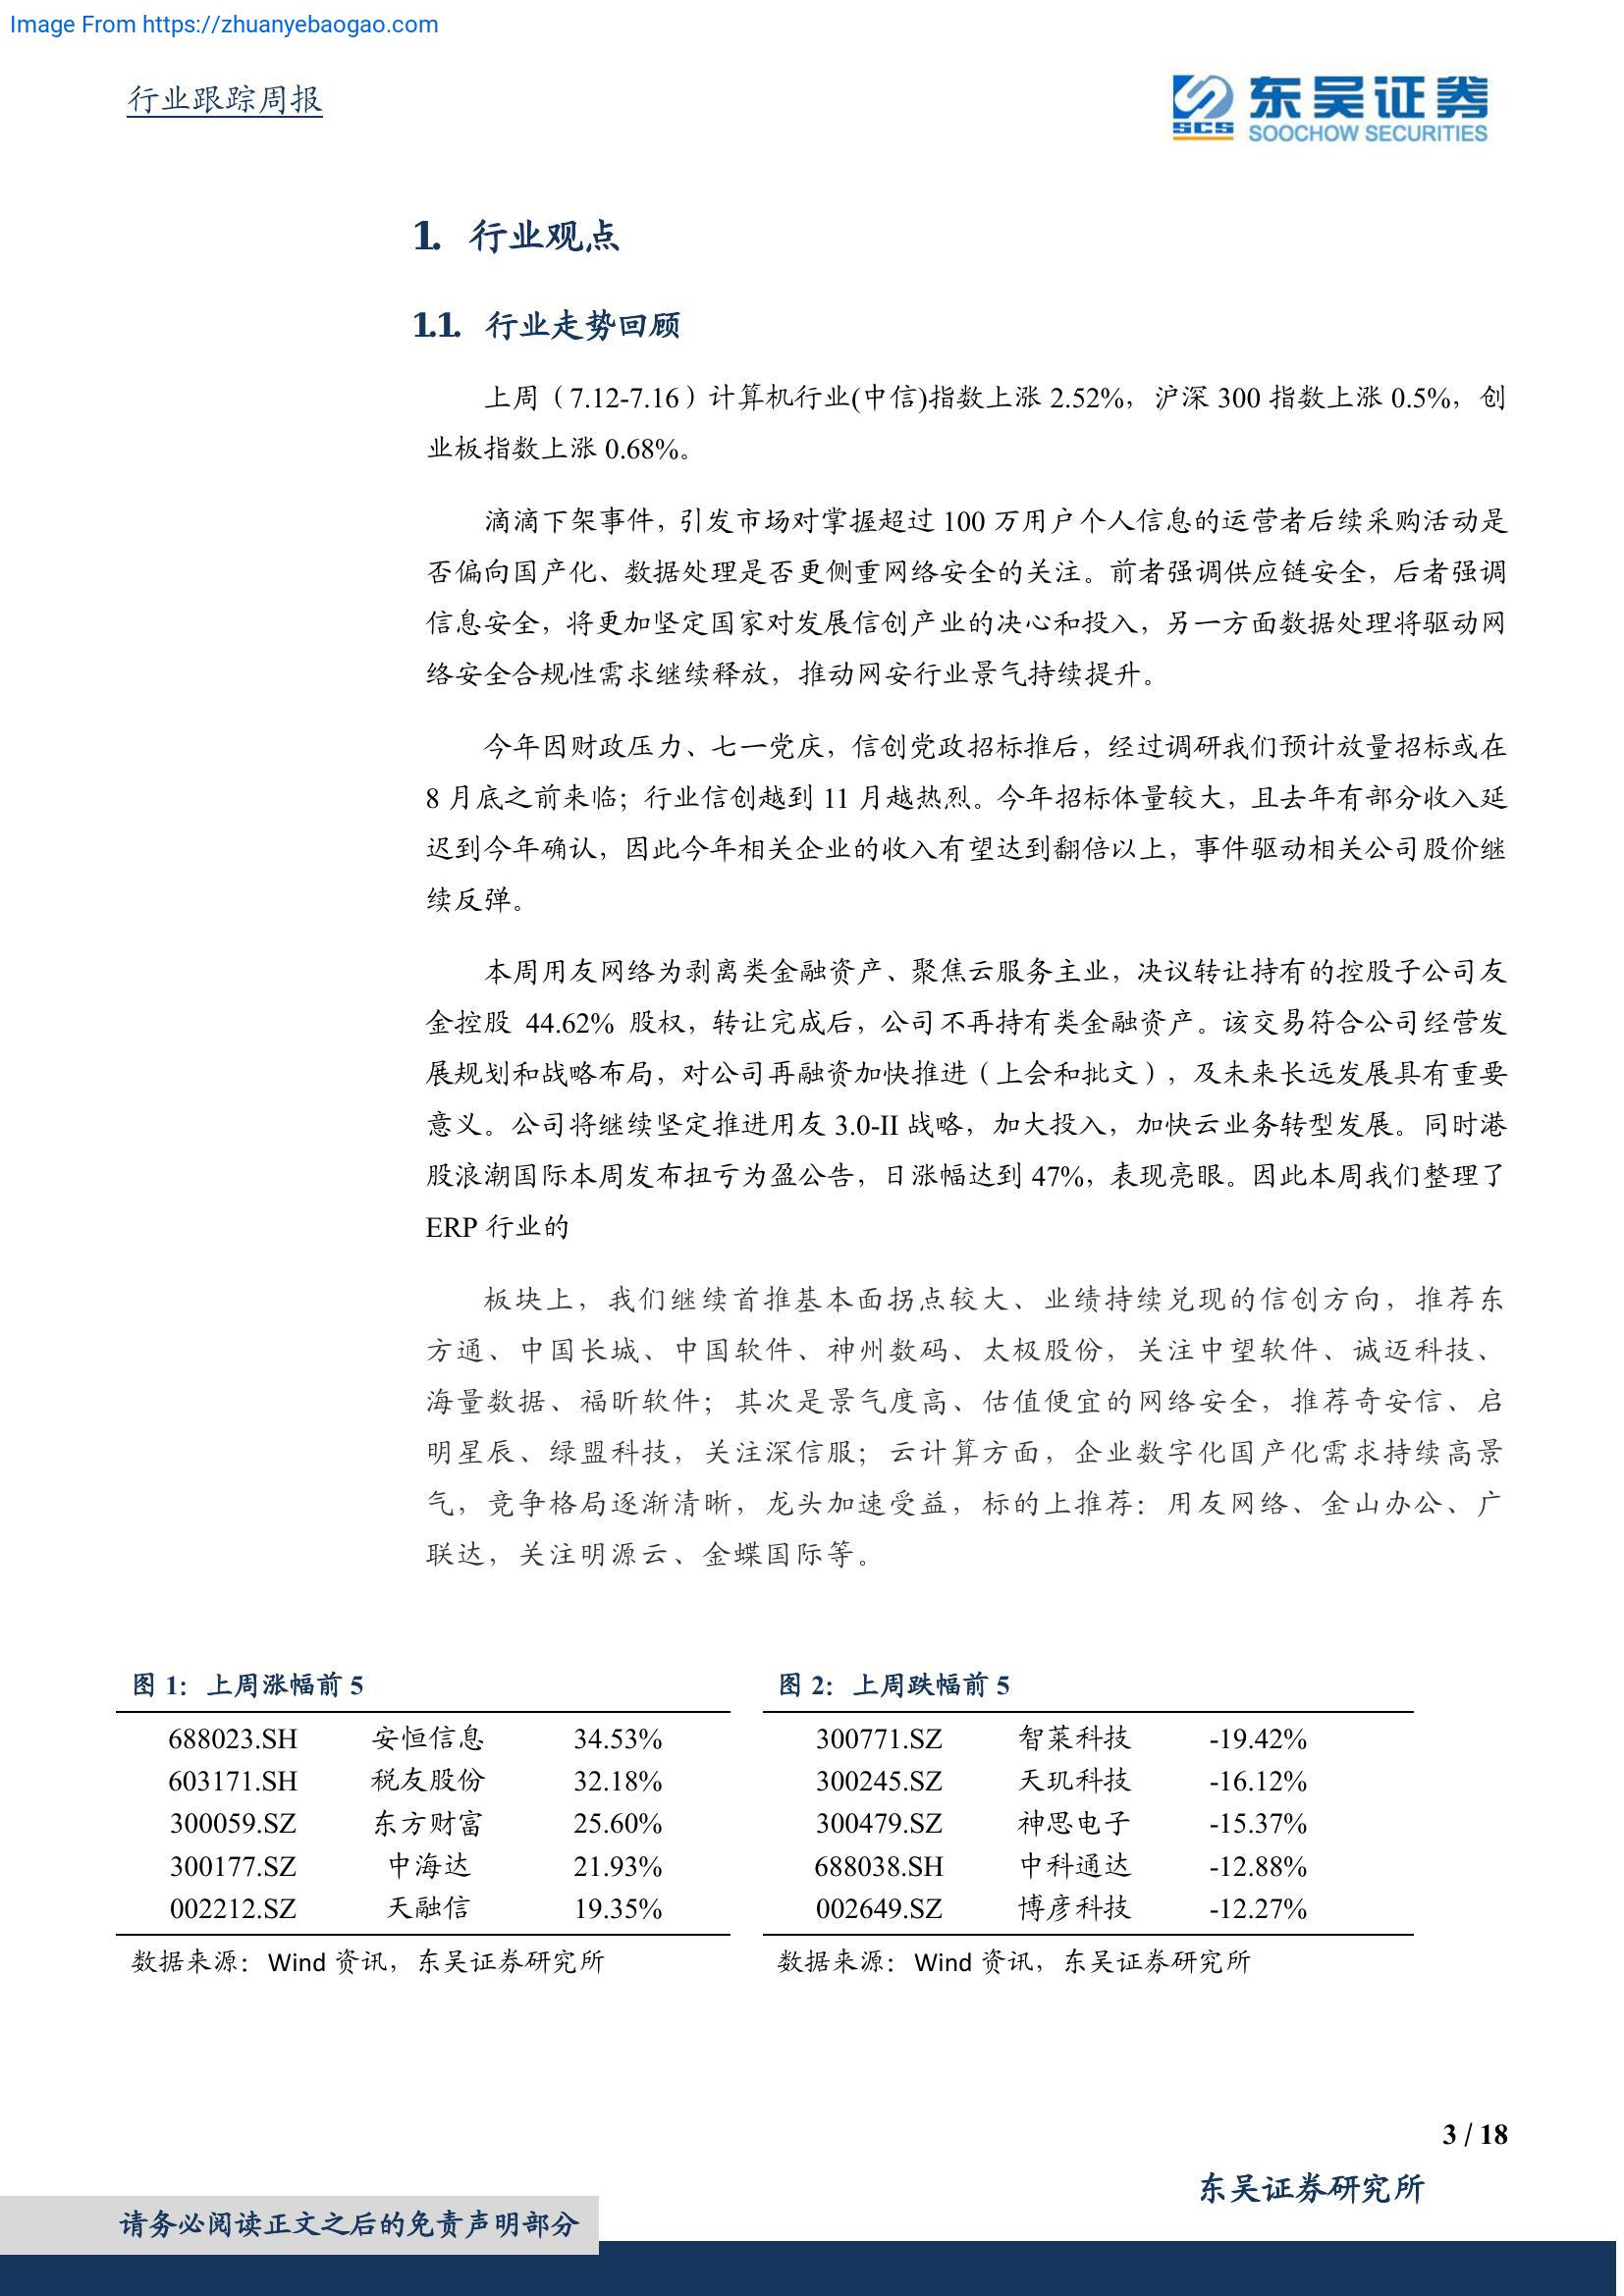 Image From https://zhuanyebaogao.com
行业跟踪周报
SCS
东吴证券
SOOCHOW SECURITIES
1. 行业观点
1.1. 行业走势回顾
上周（7.12-7.16）计算机行业(中信)指数上涨 2.52%，沪深 300 指数上涨 0.5%，创
业板指数上涨 0.68%。
滴滴下架事件，引发市场对掌握超过 100 万用户个人信息的运营者后续采购活动是
否偏向国产化、数据处理是否更侧重网络安全的关注。前者强调供应链安全，后者强调
信息安全，将更加坚定国家对发展信创产业的决心和投入，另一方面数据处理将驱动网
络安全合规性需求继续释放，推动网安行业景气持续提升。
今年因财政压力、七一党庆，信创党政招标推后，经过调研我们预计放量招标或在
8 月底之前来临；行业信创越到 11 月越热烈。今年招标体量较大，且去年有部分收入延
迟到今年确认，因此今年相关企业的收入有望达到翻倍以上，事件驱动相关公司股价继
续反弹。
本周用友网络为剥离类金融资产、聚焦云服务主业，决议转让持有的控股子公司友
金控股 44.62% 股权，转让完成后，公司不再持有类金融资产。该交易符合公司经营发
展规划和战略布局，对公司再融资加快推进（上会和批文），及未来长远发展具有重要
意义。公司将继续坚定推进用友 3.0-II 战略，加大投入，加快云业务转型发展。同时港
股浪潮国际本周发布扭亏为盈公告，日涨幅达到 47%，表现亮眼。因此本周我们整理了
ERP 行业的
板块上，我们继续首推基本面拐点较大、业绩持续兑现的信创方向，推荐东
方通、中国长城、中国软件、神州数码、太极股份，关注中望软件、诚迈科技、
海量数据、福昕软件；其次是景气度高、估值便宜的网络安全，推荐奇安信、启
明星辰、绿盟科技，关注深信服；云计算方面，企业数字化国产化需求持续高景
气，竞争格局逐渐清晰，龙头加速受益，标的上推荐：用友网络、金山办公、广
联达，关注明源云、金蝶国际等。
图 1：上周涨幅前 5
688023.SH 安恒信息 34.53%
603171.SH 税友股份 32.18%
300059.SZ 东方财富 25.60%
300177.SZ 中海达 21.93%
002212.SZ 天融信 19.35%
数据来源：Wind 资讯，东吴证券研究所
图 2：上周跌幅前 5
300771.SZ 智莱科技 -19.42%
300245.SZ 天玑科技 -16.12%
300479.SZ 神思电子 -15.37%
688038.SH 中科通达 -12.88%
002649.SZ 博彦科技 -12.27%
数据来源：Wind 资讯，东吴证券研究所
3 / 18
东吴证券研究所
请务必阅读正文之后的免责声明部分